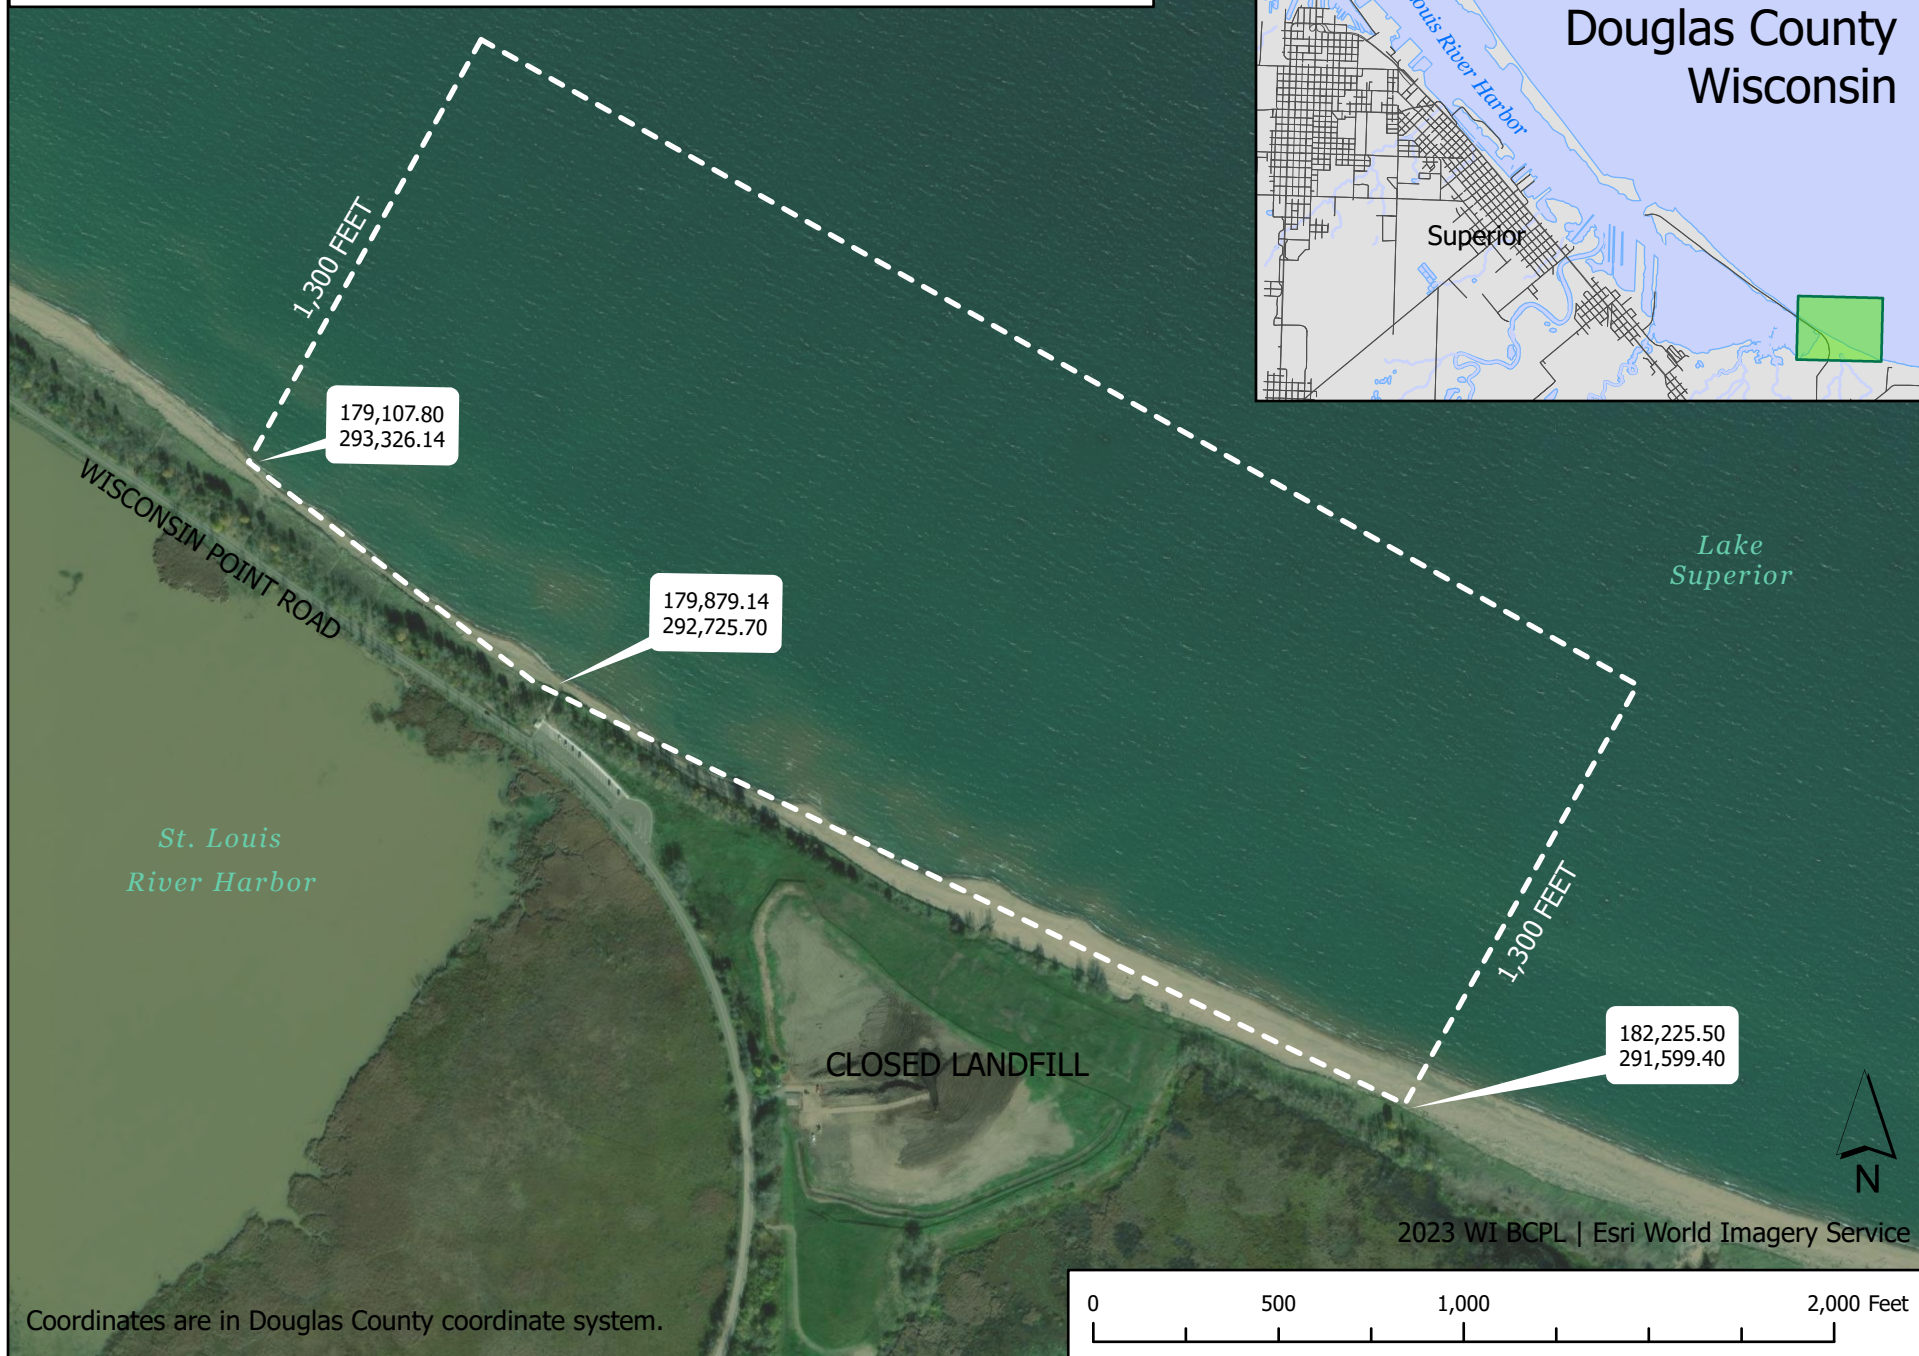 Douglas County
Wisconsin
Louis River Harbor
Superior
1,300 FEET
179,107.80
293,326.14
WISCONSIN POINT ROAD
179,879.14
292,725.70
Lake
Superior
St. Louis
River Harbor
1,300 FEET
182,225.50
291,599.40
CLOSED LANDFILL
N
2023 WI BCPL | Esri World Imagery Service
Coordinates are in Douglas County coordinate system.
0 500 1,000 2,000 Feet